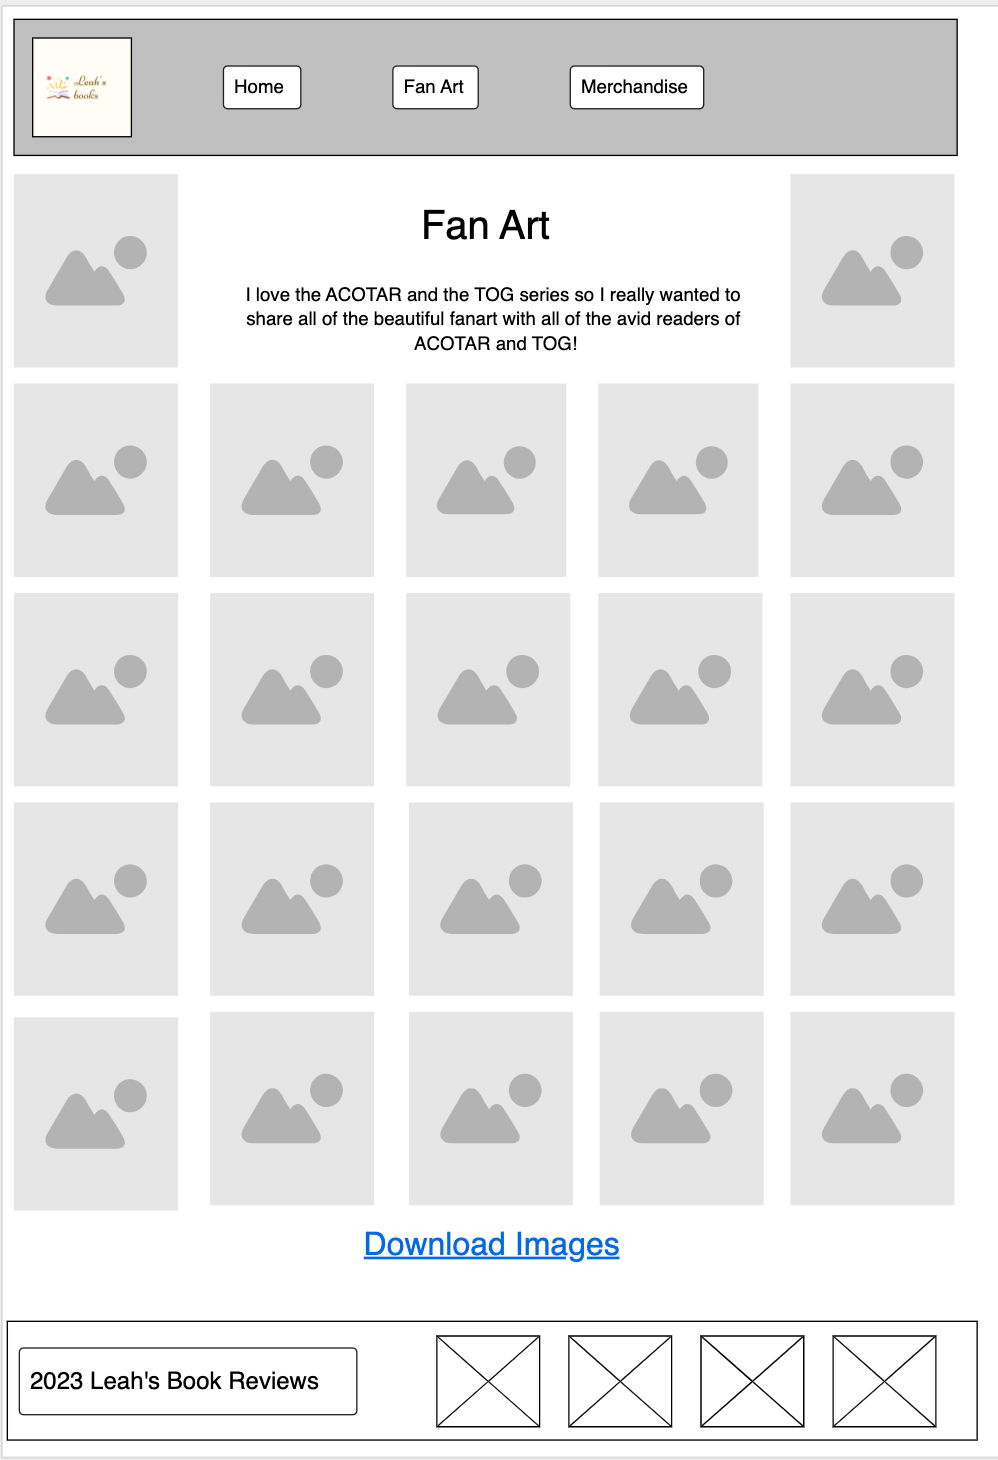 Leah's
books
Home
Fan Art
Merchandise
Fan Art
I love the ACOTAR and the TOG series so I really wanted to
share all of the beautiful fanart with all of the avid readers of
ACOTAR and TOG!
Download Images
2023 Leah's Book Reviews